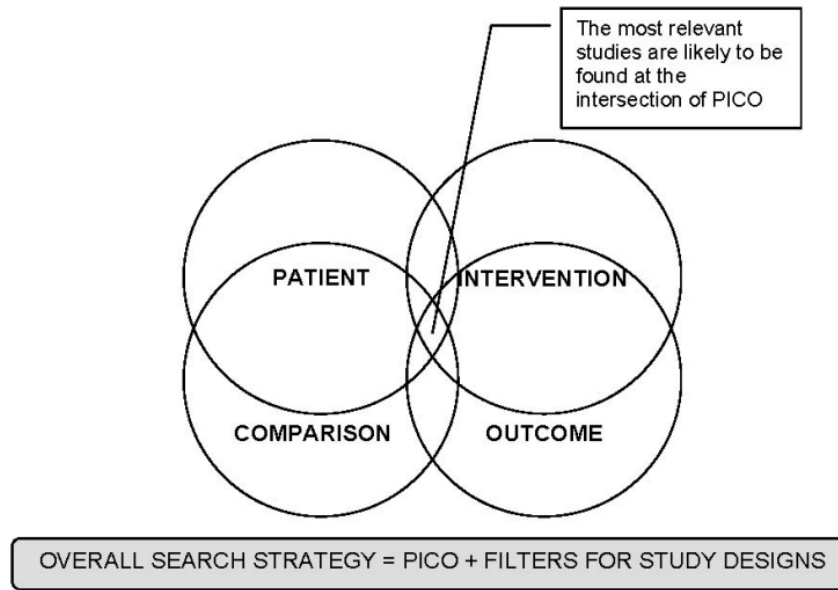 The most relevant
studies are likely to be
found at the
intersection of PICO
PATIENT
INTERVENTION
COMPARISON
OUTCOME
OVERALL SEARCH STRATEGY = PICO + FILTERS FOR STUDY DESIGNS